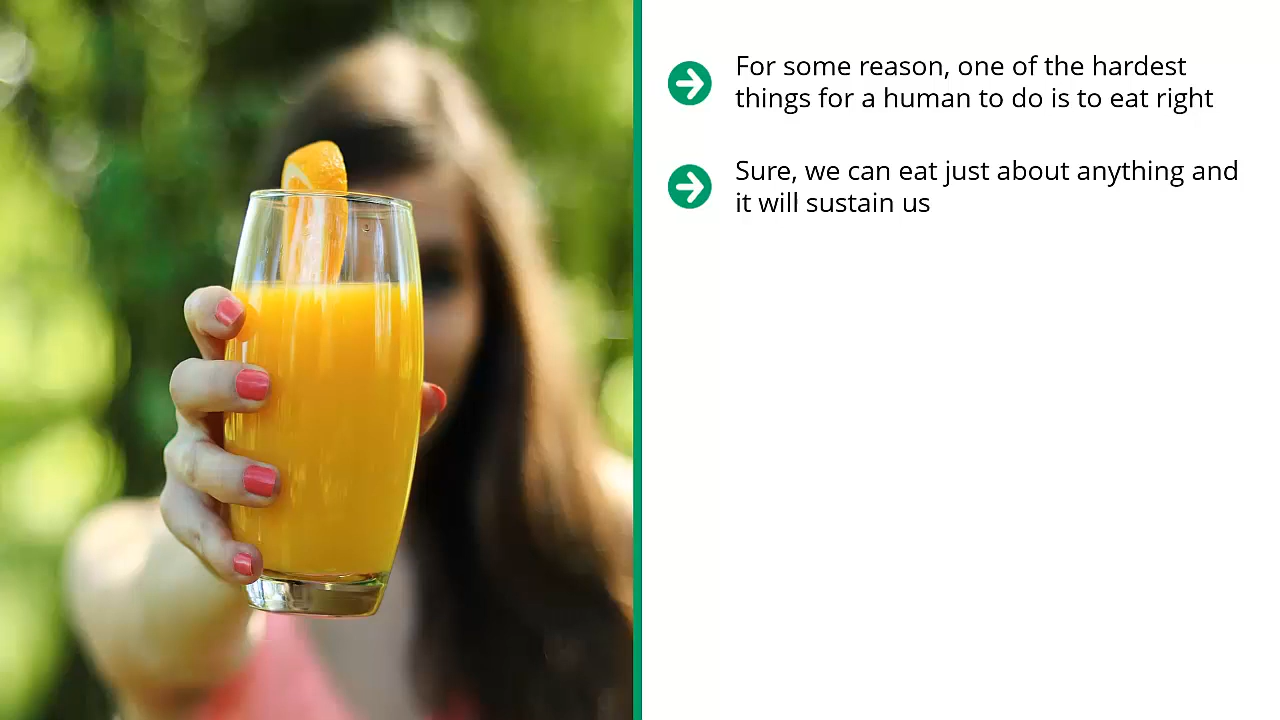 For some reason, one of the hardest
things for a human to do is to eat right
Sure, we can eat just about anything and
it will sustain us